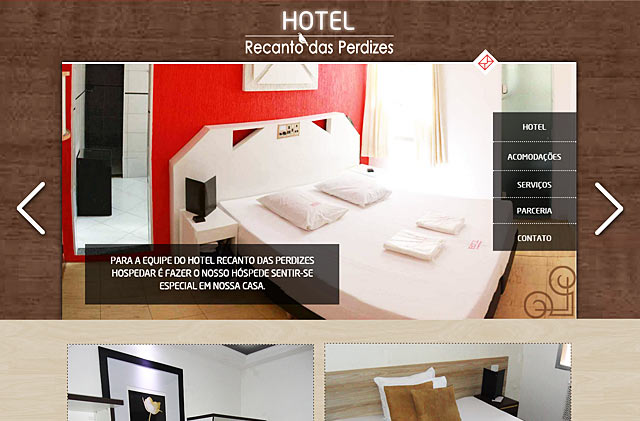 HOTEL
Recanto das Perdizes
HOTEL
ACOMODAÇÕES
SERVIÇOS
PARCERIA
CONTATO
PARA A EQUIPE DO HOTEL RECANTO DAS PERDIZES
HOSPEDAR É FAZER O NOSSO HÓSPEDE SENTIR-SE
ESPECIAL EM NOSSA CASA.